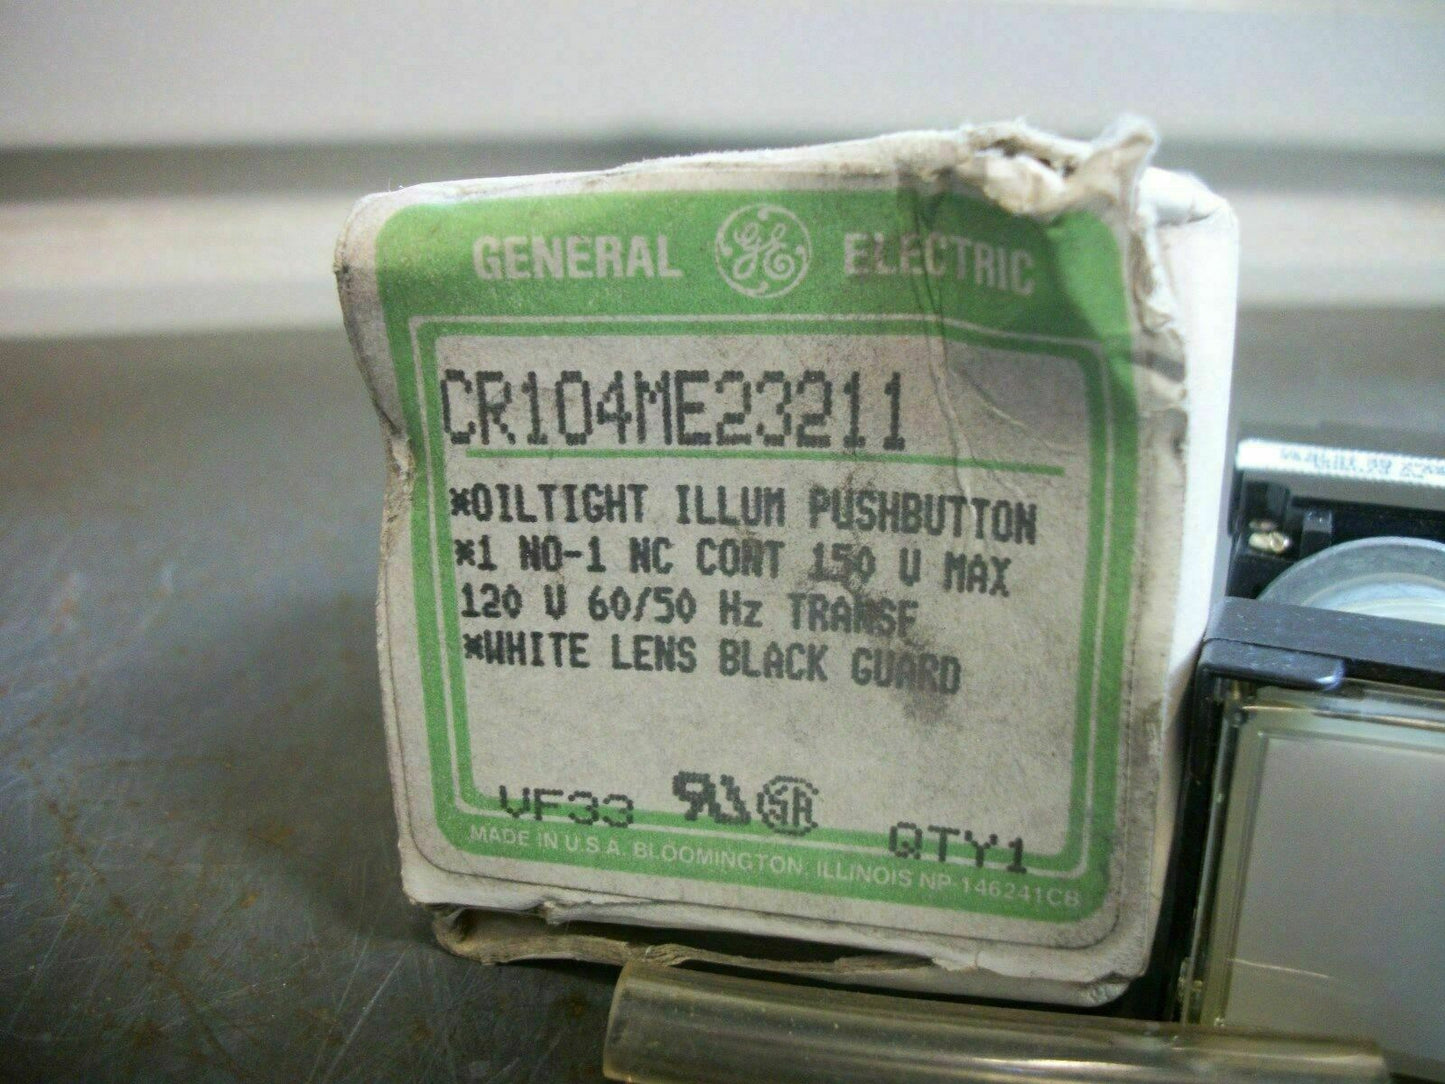 GENERAL GE ELECTRIC
CR104ME23211
*OILTIGHT ILLUM PUSHBUTTON
*1 NO-1 NC CONT 150 V MAX
120 V 60/50 Hz TRANSF
*WHITE LENS BLACK GUARD
VF33 QTY1
MADE IN U.S.A. BLOOMINGTON, ILLINOIS NP-146241CB